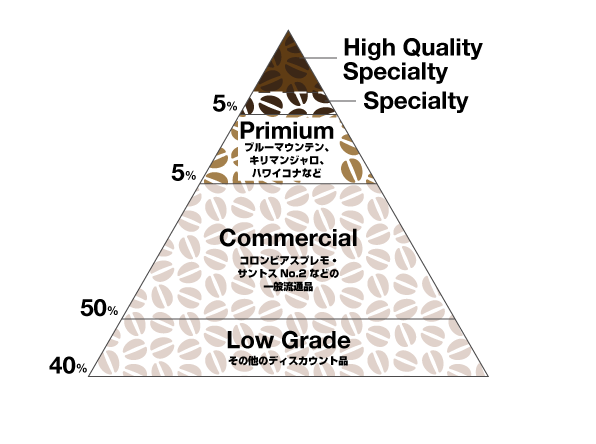 High Quality
Specialty
Specialty
5%
Primium
ブルーマウンテン、
キリマンジャロ、
ハワイコナなど
5%
Commercial
コロンビアスプレモ・
サントス No.2 などの
一般流通品
50%
Low Grade
その他のディスカウント品
40%